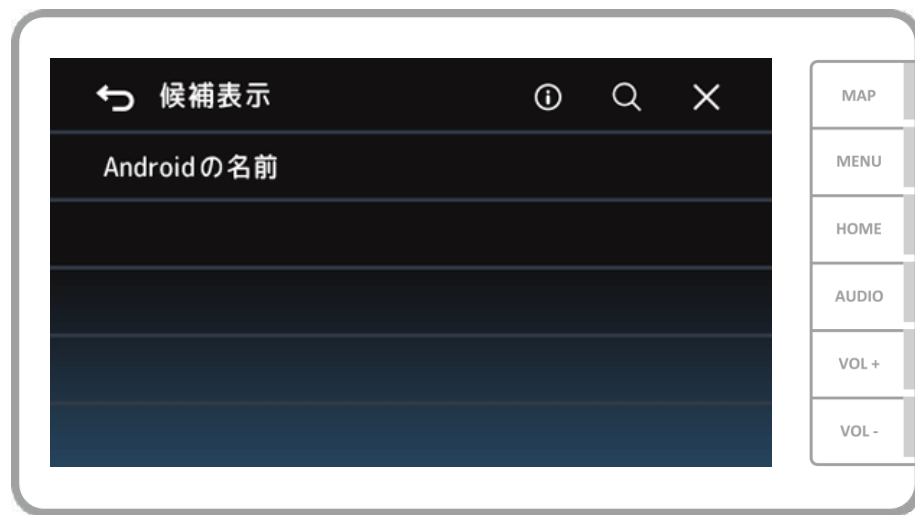 候補表示
Androidの名前
MAP
MENU
HOME
AUDIO
VOL +
VOL -